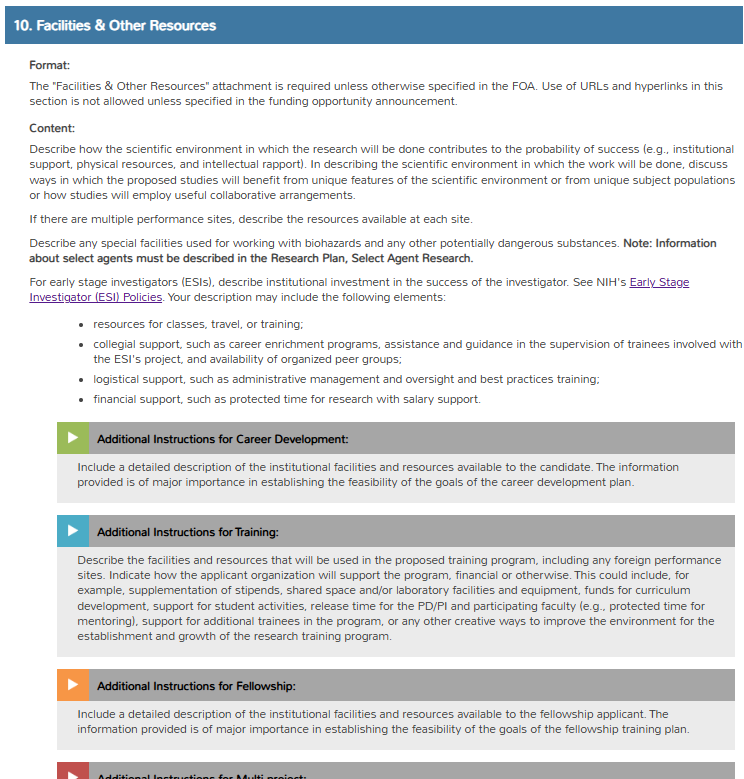 10. Facilities & Other Resources
Format:
The "Facilities & Other Resources" attachment is required unless otherwise specified in the FOA. Use of URLs and hyperlinks in this
section is not allowed unless specified in the funding opportunity announcement.
Content:
Describe how the scientific environment in which the research will be done contributes to the probability of success (e.g., institutional
support, physical resources, and intellectual rapport). In describing the scientific environment in which the work will be done, discuss
ways in which the proposed studies will benefit from unique features of the scientific environment or from unique subject populations
or how studies will employ useful collaborative arrangements.
If there are multiple performance sites, describe the resources available at each site.
Describe any special facilities used for working with biohazards and any other potentially dangerous substances. Note: Information
about select agents must be described in the Research Plan, Select Agent Research.
For early stage investigators (ESIs), describe institutional investment in the success of the investigator. See NIH's Early Stage
Investigator (ESI) Policies. Your description may include the following elements:
• resources for classes, travel, or training;
• collegial support, such as career enrichment programs, assistance and guidance in the supervision of trainees involved with
the ESI's project, and availability of organized peer groups;
• logistical support, such as administrative management and oversight and best practices training;
• financial support, such as protected time for research with salary support.
Additional Instructions for Career Development:
Include a detailed description of the institutional facilities and resources available to the candidate. The information
provided is of major importance in establishing the feasibility of the goals of the career development plan.
Additional Instructions for Training:
Describe the facilities and resources that will be used in the proposed training program, including any foreign performance
sites. Indicate how the applicant organization will support the program, financial or otherwise. This could include, for
example, supplementation of stipends, shared space and/or laboratory facilities and equipment, funds for curriculum
development, support for student activities, release time for the PD/PI and participating faculty (e.g., protected time for
mentoring), support for additional trainees in the program, or any other creative ways to improve the environment for the
establishment and growth of the research training program.
Additional Instructions for Fellowship:
Include a detailed description of the institutional facilities and resources available to the fellowship applicant. The
information provided is of major importance in establishing the feasibility of the goals of the fellowship training plan.
Additional Instructions for Multi-project: